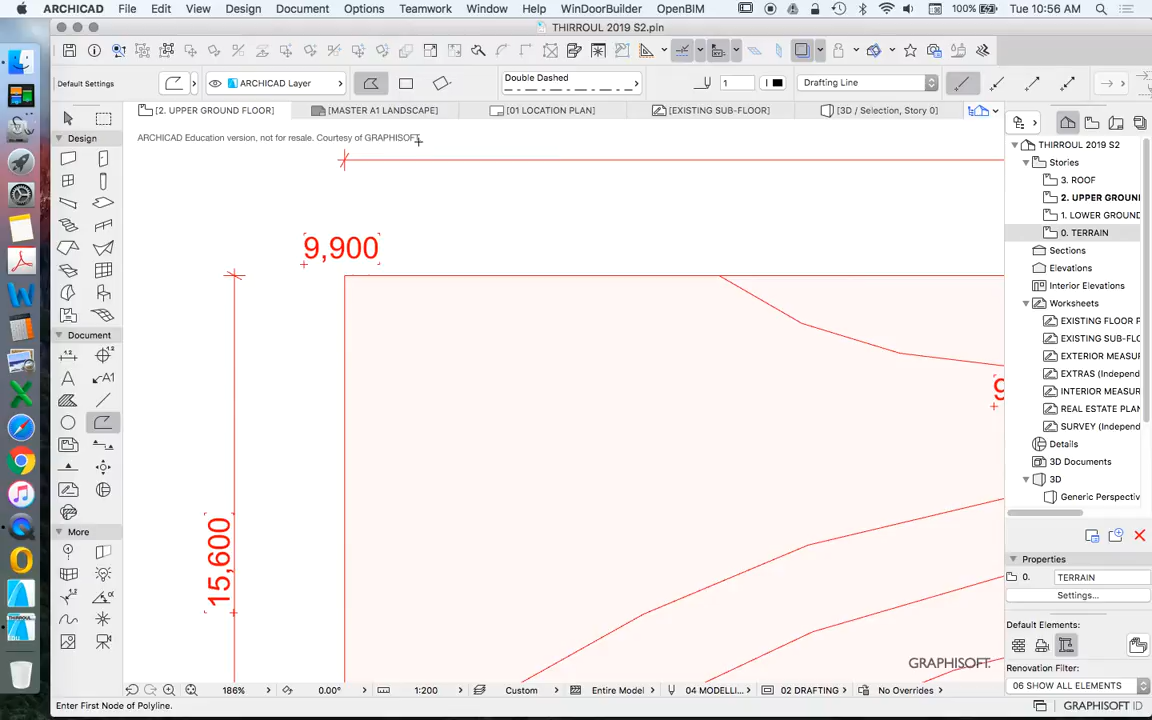 ARCHICAD File Edit View Design Document Options Teamwork Window Help WinDoorBuilder OpenBIM 100% Tue 10:56 AM
THIRROUL 2019 S2.pln
Default Settings
ARCHICAD Layer
Double Dashed
1
Drafting Line
[2. UPPER GROUND FLOOR]
[MASTER A1 LANDSCAPE]
[01 LOCATION PLAN]
[EXISTING SUB-FLOOR]
[3D / Selection, Story 0]
ARCHICAD Education version, not for resale. Courtesy of GRAPHISOFT.
Design
Document
1.2
A1
More
9,900
15,600
9
GRAPHISOFT.
THIRROUL 2019 S2
Stories
3. ROOF
2. UPPER GROUN
1. LOWER GROUN
0. TERRAIN
Sections
Elevations
Interior Elevations
Worksheets
EXISTING FLOOR P
EXISTING SUB-FLO
EXTERIOR MEASUR
EXTRAS (Independ
INTERIOR MEASUR
REAL ESTATE PLAN
SURVEY (Independ
Details
3D Documents
3D
Generic Perspectiv
Properties
0. TERRAIN
Settings...
Default Elements:
Renovation Filter:
06 SHOW ALL ELEMENTS
186% 0.00° 1:200 Custom Entire Model 04 MODELLI... 02 DRAFTING No Overrides
Enter First Node of Polyline.
GRAPHISOFT ID